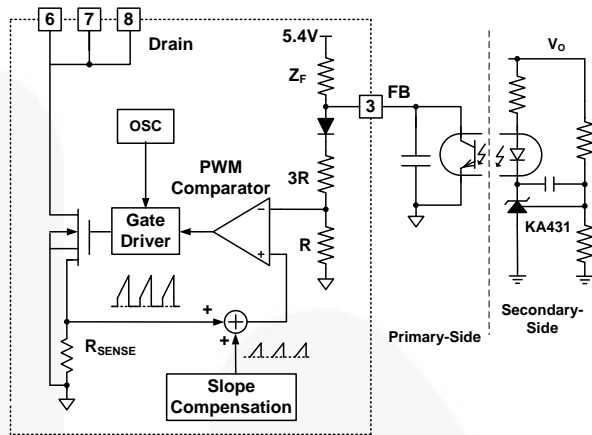 6
7
8
Drain
5.4V
Z_F
3
FB
V_O
OSC
PWM
Comparator
3R
Gate
Driver
−
+
R
KA431
+
+
R_SENSE
Slope
Compensation
Primary-Side
Secondary-
Side